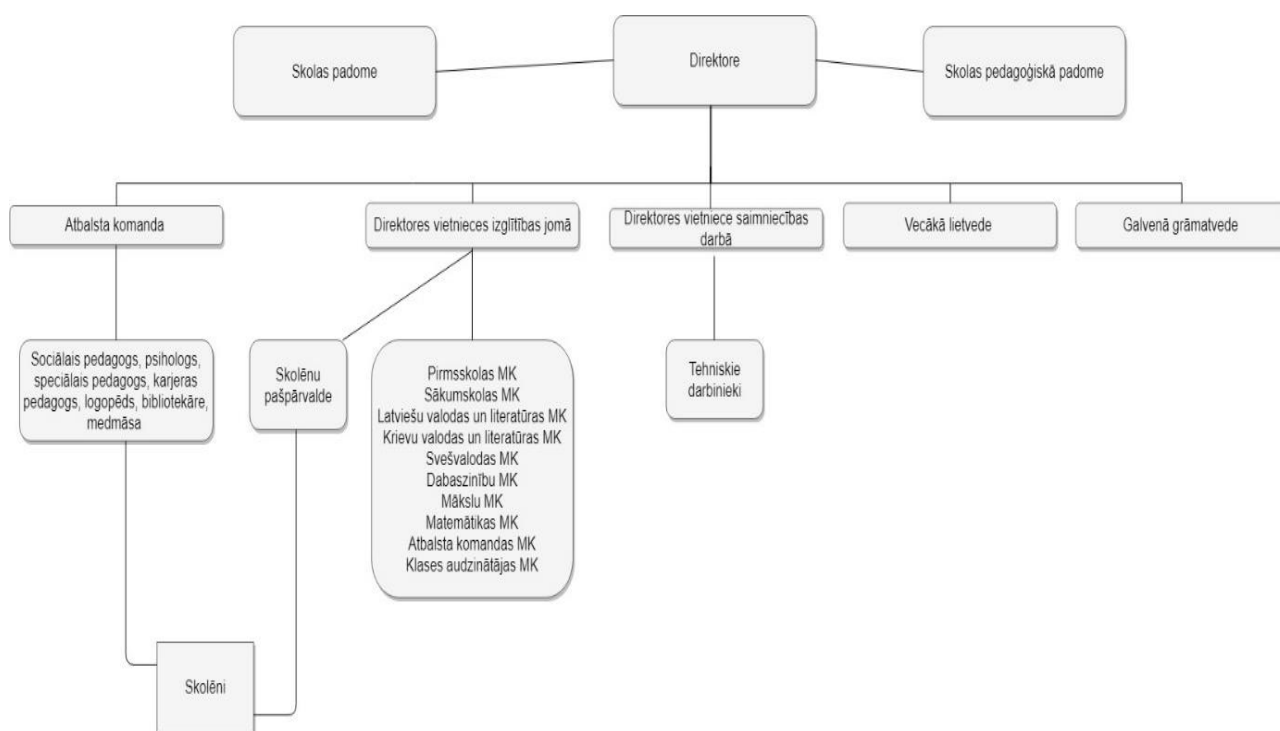 Skolas padome
Direktore
Skolas pedagoģiskā padome
Atbalsta komanda
Direktores vietnieces izglītības jomā
Direktores vietniece saimniecības
darbā
Vecākā lietvede
Galvenā grāmatvede
Sociālais pedagogs, psihologs,
speciālais pedagogs, karjeras
pedagogs, logopēds, bibliotekāre,
medmāsa
Skolēnu
pašpārvalde
Pirmsskolas MK
Sākumskolas MK
Latviešu valodas un literatūras MK
Krievu valodas un literatūras MK
Svešvalodas MK
Dabaszinību MK
Mākslu MK
Matemātikas MK
Atbalsta komandas MK
Klases audzinātājas MK
Tehniskie
darbinieki
Skolēni